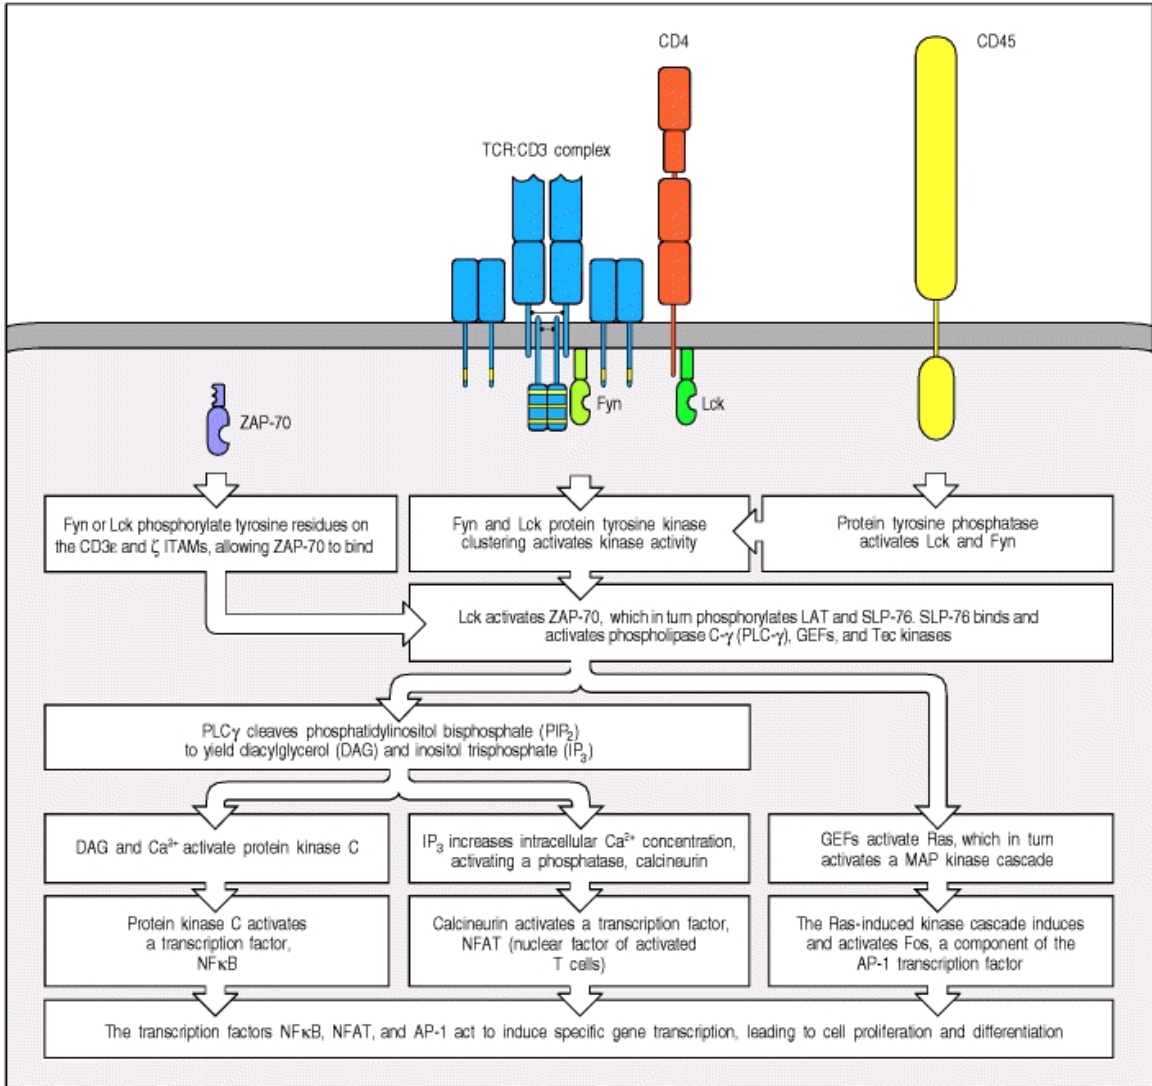 CD4
CD45
TCR:CD3 complex
ZAP-70
Fyn
Lck
Fyn or Lck phosphorylate tyrosine residues on
the CD3ε and ζ ITAMs, allowing ZAP-70 to bind
Fyn and Lck protein tyrosine kinase
clustering activates kinase activity
Protein tyrosine phosphatase
activates Lck and Fyn
Lck activates ZAP-70, which in turn phosphorylates LAT and SLP-76. SLP-76 binds and
activates phospholipase C-γ (PLC-γ), GEFs, and Tec kinases
PLCγ cleaves phosphatidylinositol bisphosphate (PIP₂)
to yield diacylglycerol (DAG) and inositol trisphosphate (IP₃)
DAG and Ca²⁺ activate protein kinase C
IP₃ increases intracellular Ca²⁺ concentration,
activating a phosphatase, calcineurin
GEFs activate Ras, which in turn
activates a MAP kinase cascade
Protein kinase C activates
a transcription factor,
NFκB
Calcineurin activates a transcription factor,
NFAT (nuclear factor of activated
T cells)
The Ras-induced kinase cascade induces
and activates Fos, a component of the
AP-1 transcription factor
The transcription factors NFκB, NFAT, and AP-1 act to induce specific gene transcription, leading to cell proliferation and differentiation